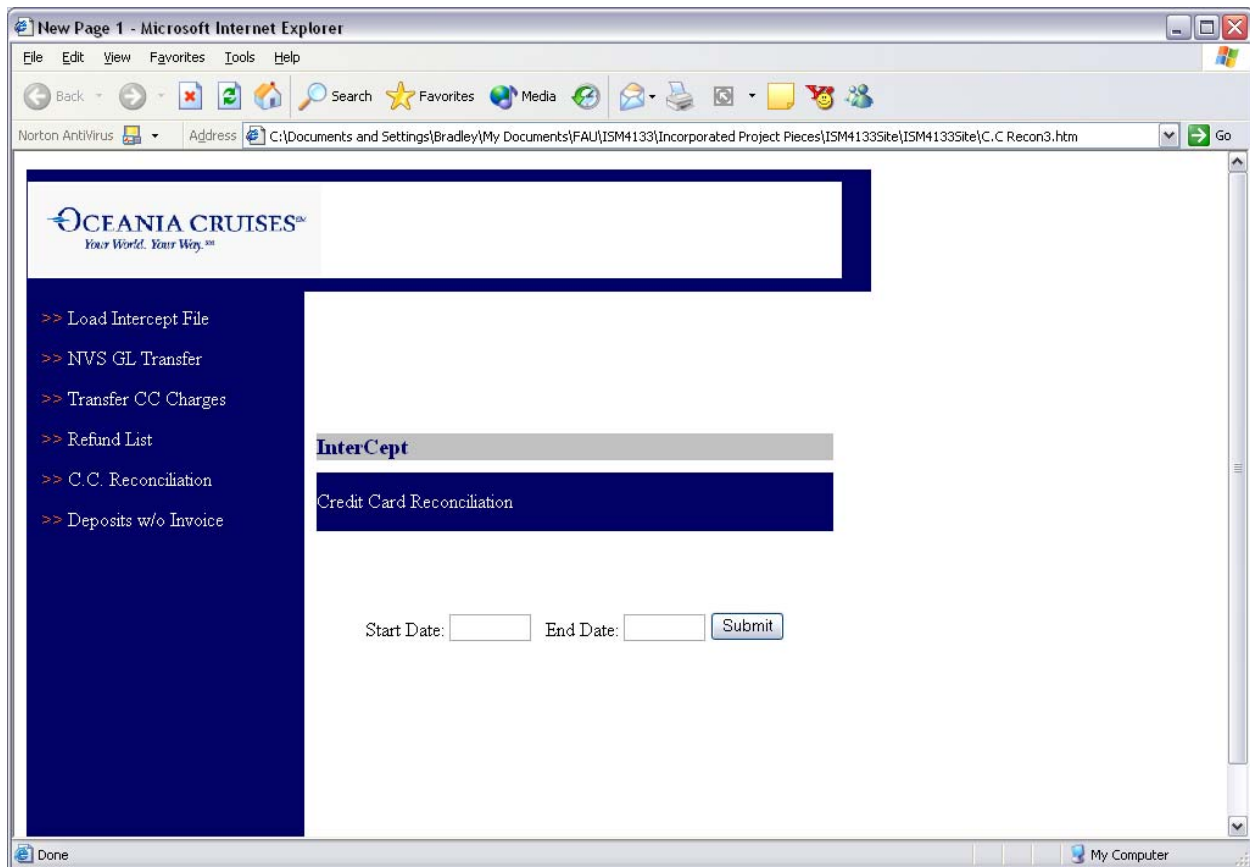 New Page 1 - Microsoft Internet Explorer
File Edit View Favorites Tools Help
Back Search Favorites Media
Norton AntiVirus Address C:\Documents and Settings\Bradley\My Documents\FAU\ISM4133\Incorporated Project Pieces\ISM4133Site\ISM4133Site\C.C Recon3.htm Go
OCEANIA CRUISES℠
Your World. Your Way.℠
>> Load Intercept File
>> NVS GL Transfer
>> Transfer CC Charges
>> Refund List
>> C.C. Reconciliation
>> Deposits w/o Invoice
InterCept
Credit Card Reconciliation
Start Date: End Date: Submit
Done My Computer